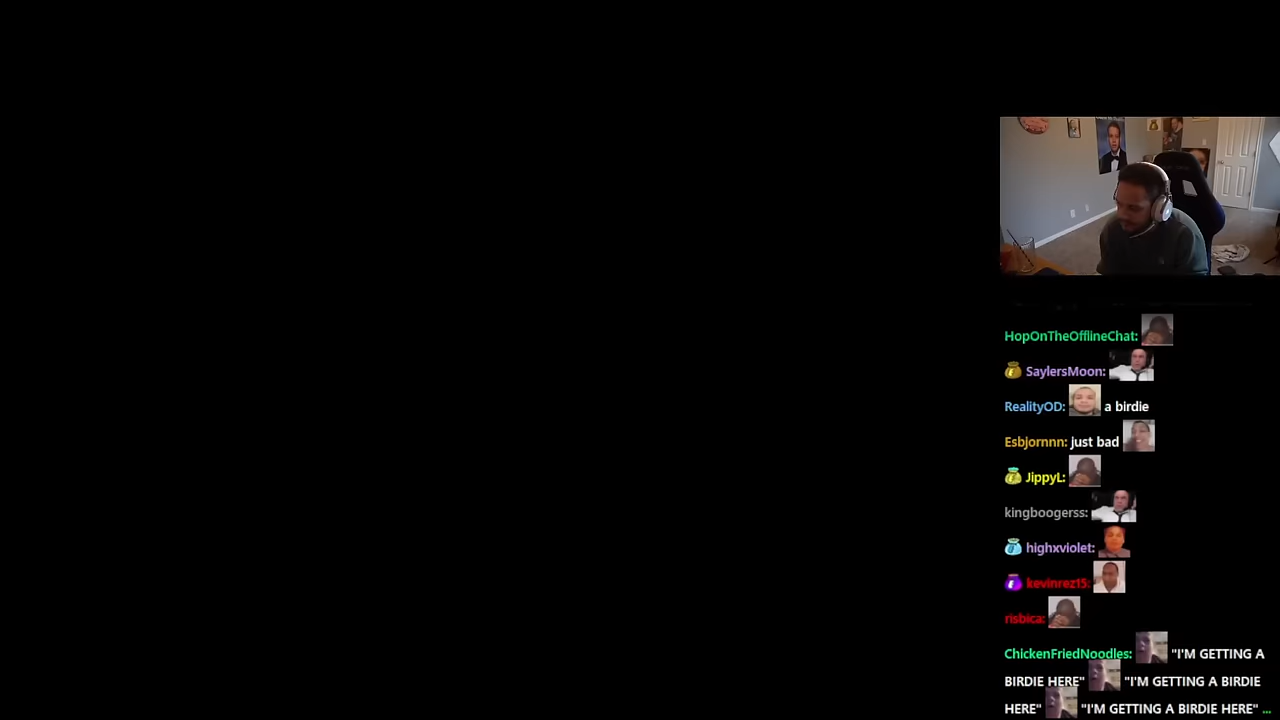 HopOnTheOfflineChat:
SaylersMoon:
RealityOD: a birdie
Esbjornnn: just bad
JippyL:
kingboogerss:
highxviolet:
kevinrez15:
risbica:
ChickenFriedNoodles: "I'M GETTING A
BIRDIE HERE" "I'M GETTING A BIRDIE
HERE" "I'M GETTING A BIRDIE HERE" ...